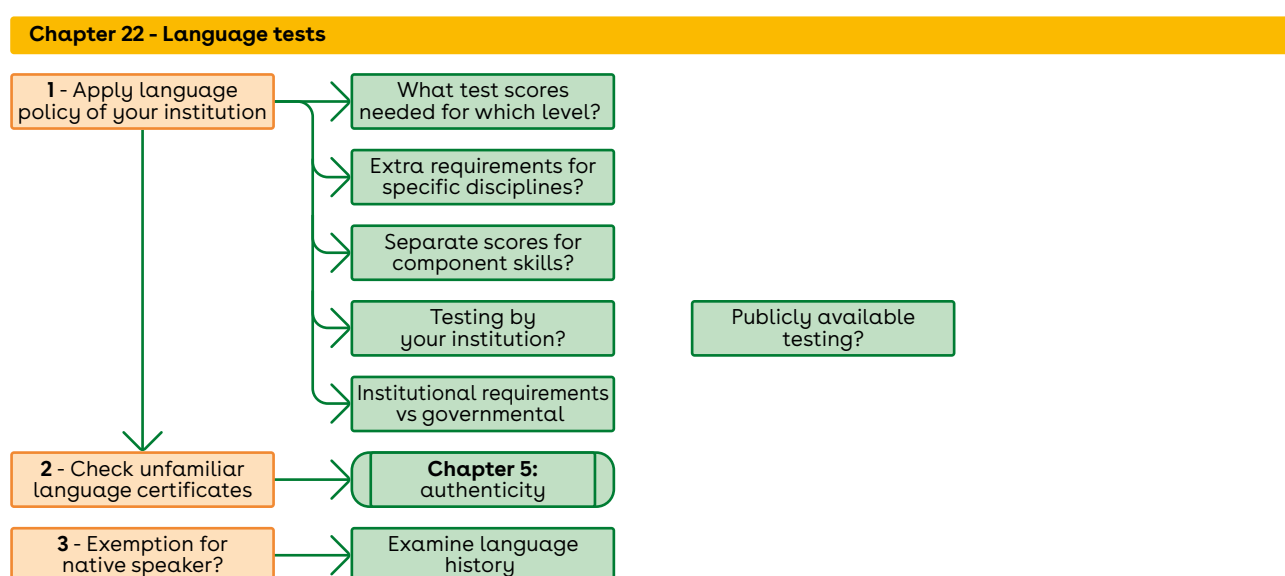 Chapter 22 - Language tests
1 - Apply language
policy of your institution
What test scores
needed for which level?
Extra requirements for
specific disciplines?
Separate scores for
component skills?
Testing by
your institution?
Publicly available
testing?
Institutional requirements
vs governmental
2 - Check unfamiliar
language certificates
Chapter 5:
authenticity
3 - Exemption for
native speaker?
Examine language
history